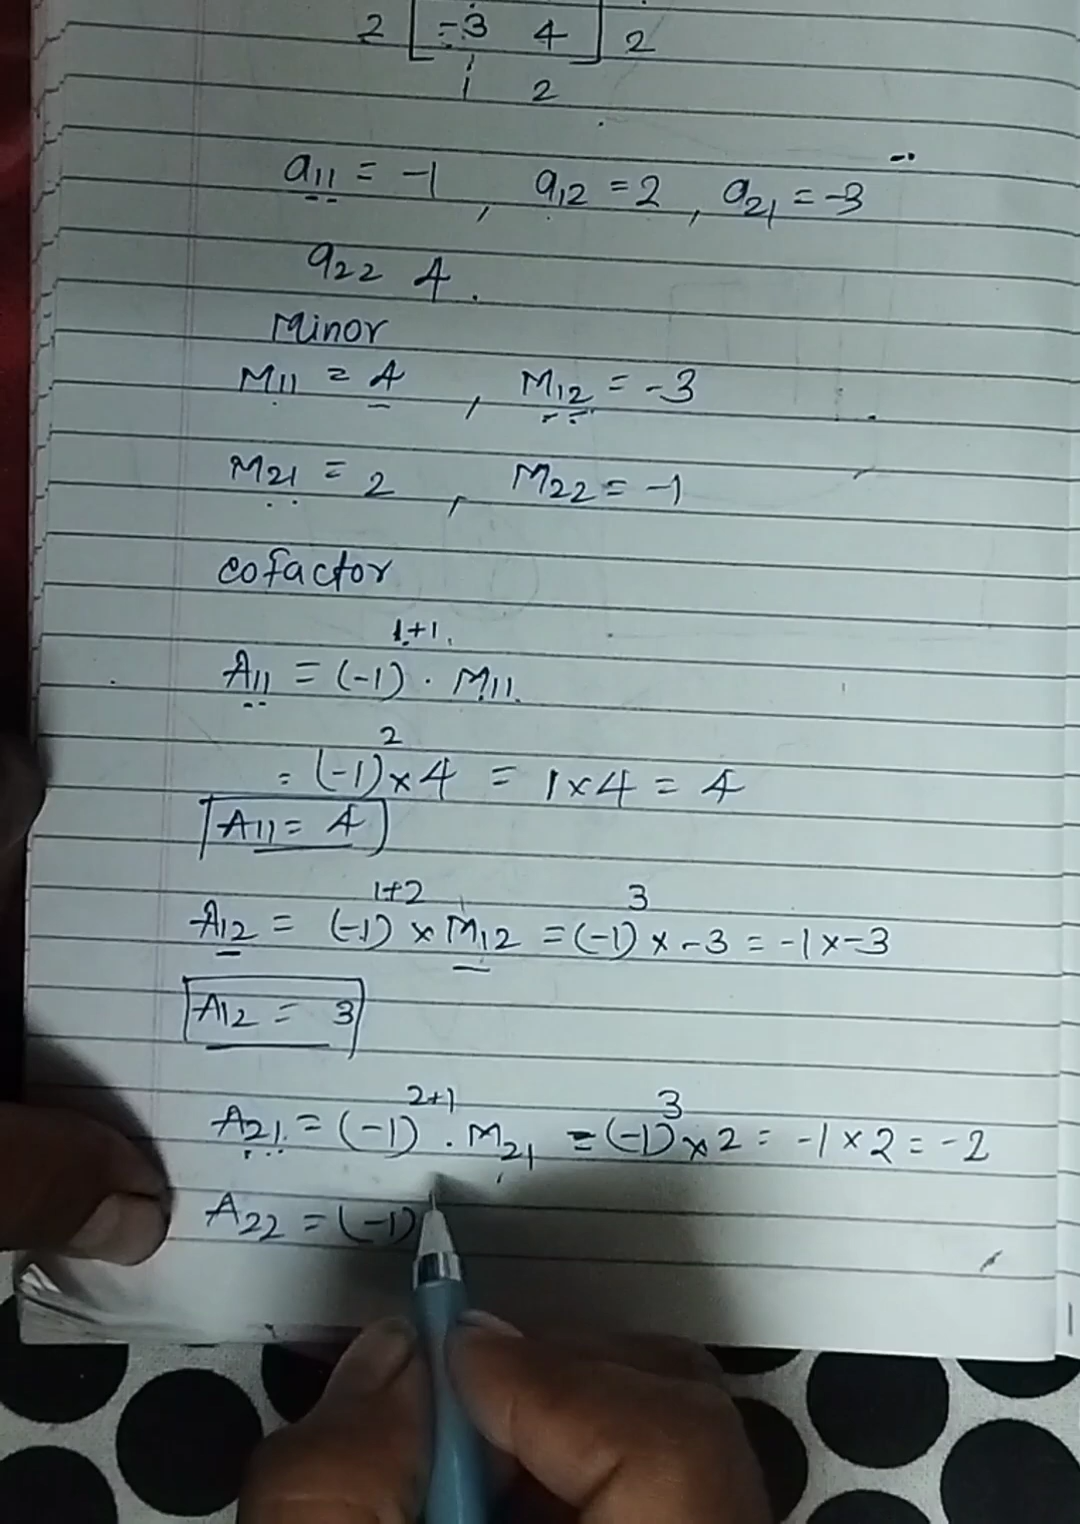 2 [ -3 4 ] 2
1 2
a11 = -1 , a12 = 2 , a21 = -3
a22 4.
Minor
M11 = 4 , M12 = -3
M21 = 2 , M22 = -1
cofactor
A11 = (-1)^1+1 . M11.
= (-1)^2 × 4 = 1×4 = 4
A11 = 4
A12 = (-1)^1+2 × M12 = (-1)^3 × -3 = -1×-3
A12 = 3
A21 = (-1)^2+1 . M21 = (-1)^3 × 2 = -1×2 = -2
A22 = (-1)